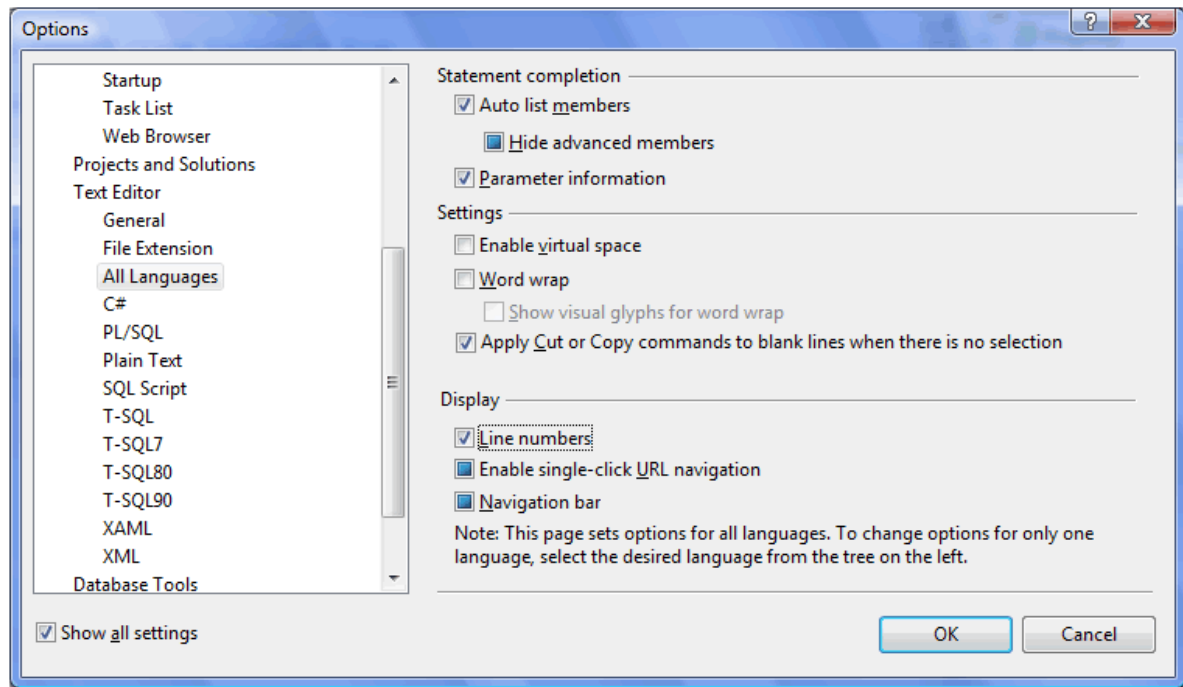 Options
Startup
Task List
Web Browser
Projects and Solutions
Text Editor
General
File Extension
All Languages
C#
PL/SQL
Plain Text
SQL Script
T-SQL
T-SQL7
T-SQL80
T-SQL90
XAML
XML
Database Tools
Show all settings
Statement completion
Auto list members
Hide advanced members
Parameter information
Settings
Enable virtual space
Word wrap
Show visual glyphs for word wrap
Apply Cut or Copy commands to blank lines when there is no selection
Display
Line numbers
Enable single-click URL navigation
Navigation bar
Note: This page sets options for all languages. To change options for only one
language, select the desired language from the tree on the left.
OK
Cancel